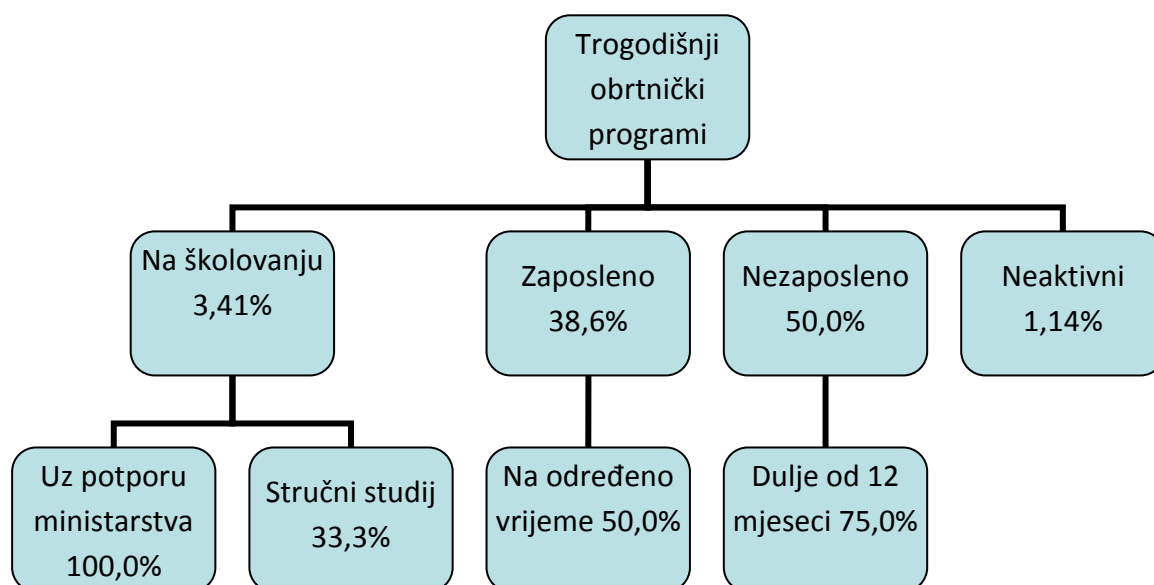 Trogodišnji
obrtnički
programi
Na školovanju
3,41%
Zaposleno
38,6%
Nezaposleno
50,0%
Neaktivni
1,14%
Uz potporu
ministarstva
100,0%
Stručni studij
33,3%
Na određeno
vrijeme 50,0%
Dulje od 12
mjeseci 75,0%